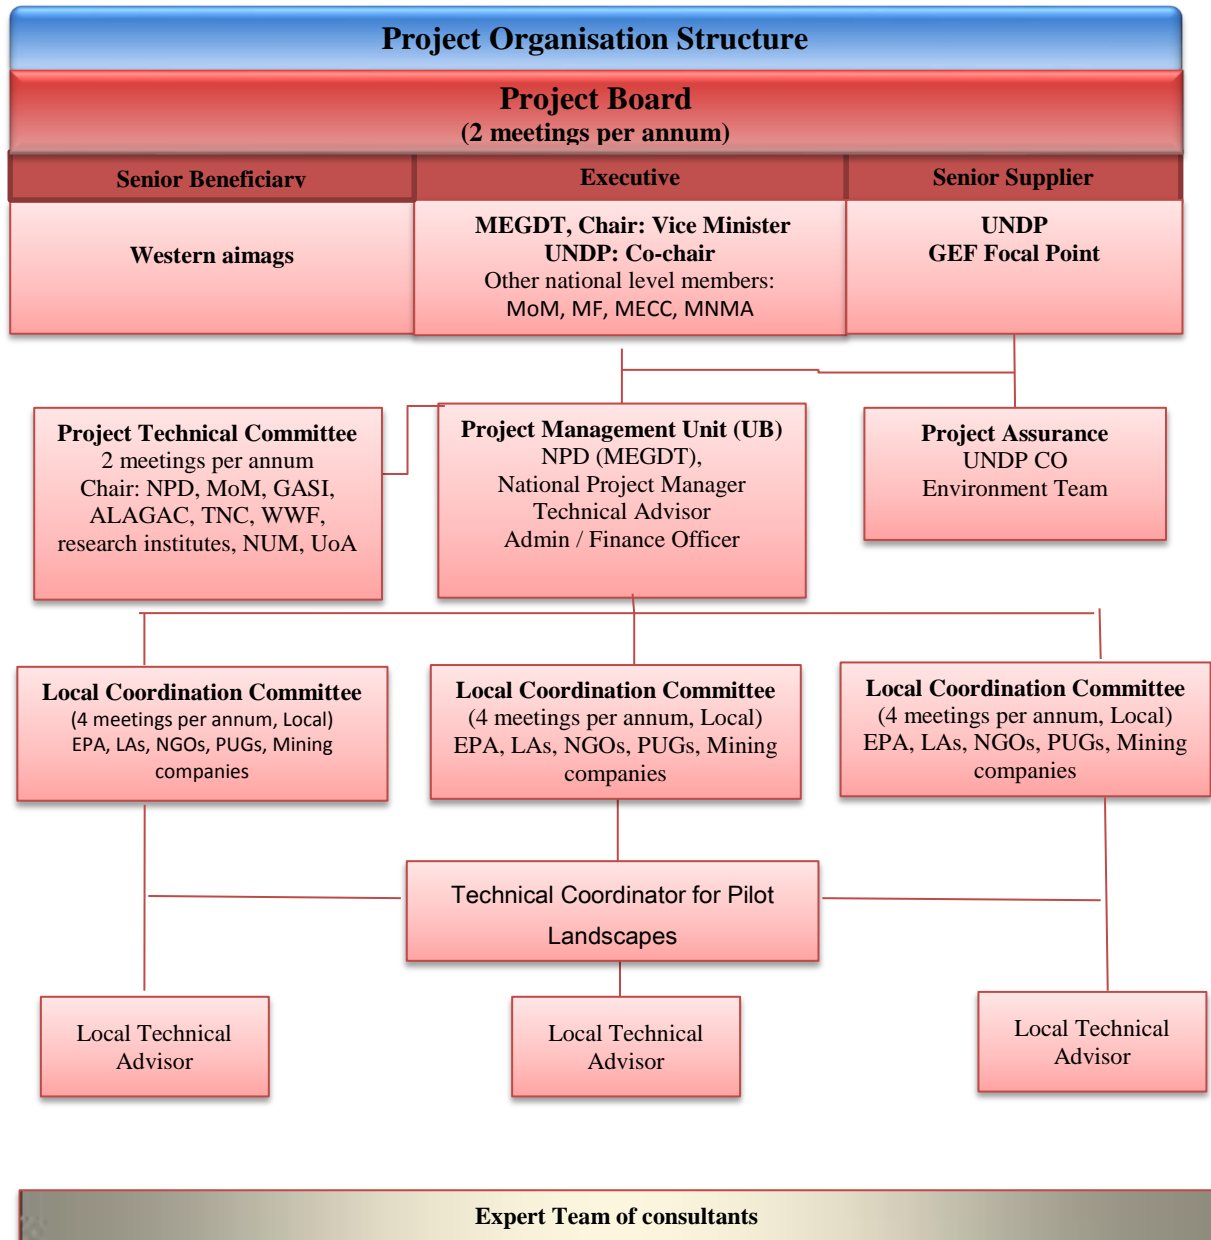 Project Organisation Structure
Project Board
(2 meetings per annum)
Senior Beneficiary
Executive
Senior Supplier
Western aimags
MEGDT, Chair: Vice Minister
UNDP: Co-chair
Other national level members:
MoM, MF, MECC, MNMA
UNDP
GEF Focal Point
Project Technical Committee
2 meetings per annum
Chair: NPD, MoM, GASI,
ALAGAC, TNC, WWF,
research institutes, NUM, UoA
Project Management Unit (UB)
NPD (MEGDT),
National Project Manager
Technical Advisor
Admin / Finance Officer
Project Assurance
UNDP CO
Environment Team
Local Coordination Committee
(4 meetings per annum, Local)
EPA, LAs, NGOs, PUGs, Mining
companies
Local Coordination Committee
(4 meetings per annum, Local)
EPA, LAs, NGOs, PUGs, Mining
companies
Local Coordination Committee
(4 meetings per annum, Local)
EPA, LAs, NGOs, PUGs, Mining
companies
Technical Coordinator for Pilot
Landscapes
Local Technical
Advisor
Local Technical
Advisor
Local Technical
Advisor
Expert Team of consultants